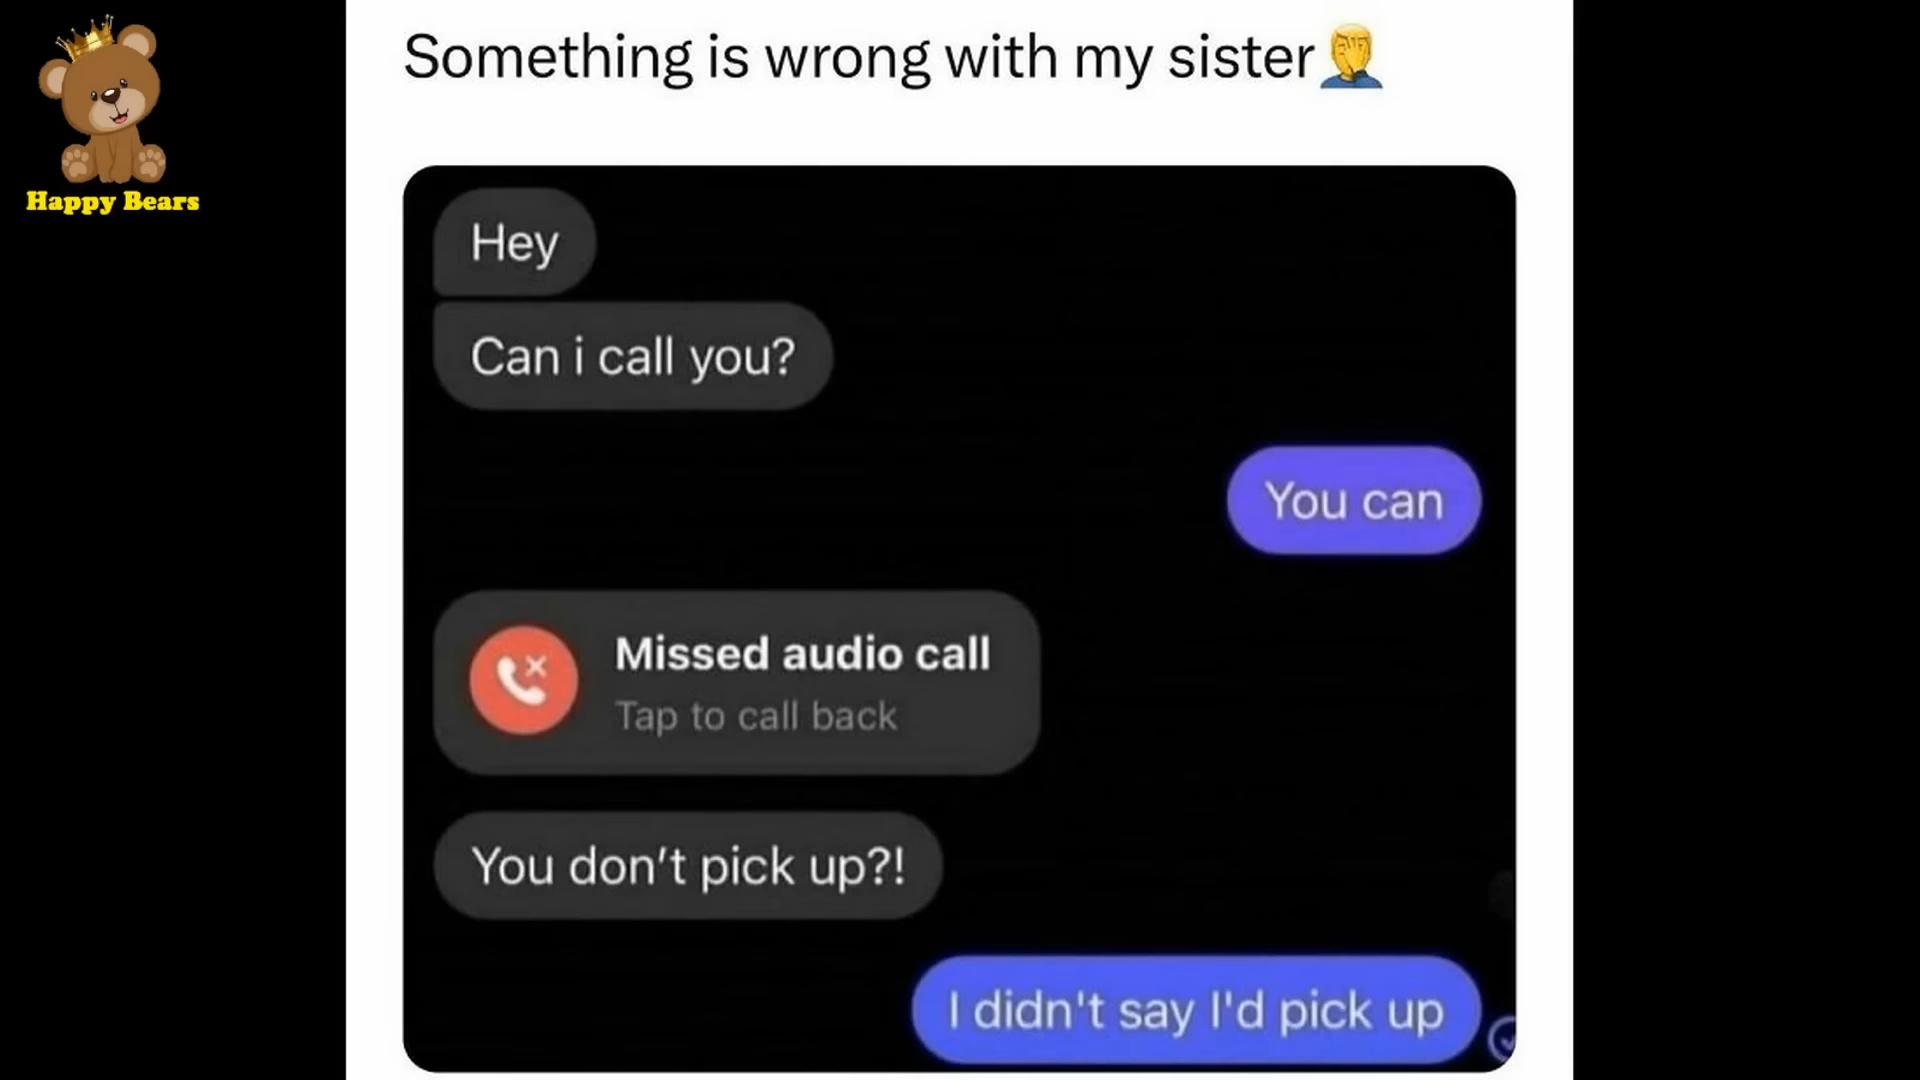 Something is wrong with my sister🤦‍♂️
Happy Bears
Hey
Can i call you?
You can
Missed audio call
Tap to call back
You don't pick up?!
I didn't say I'd pick up